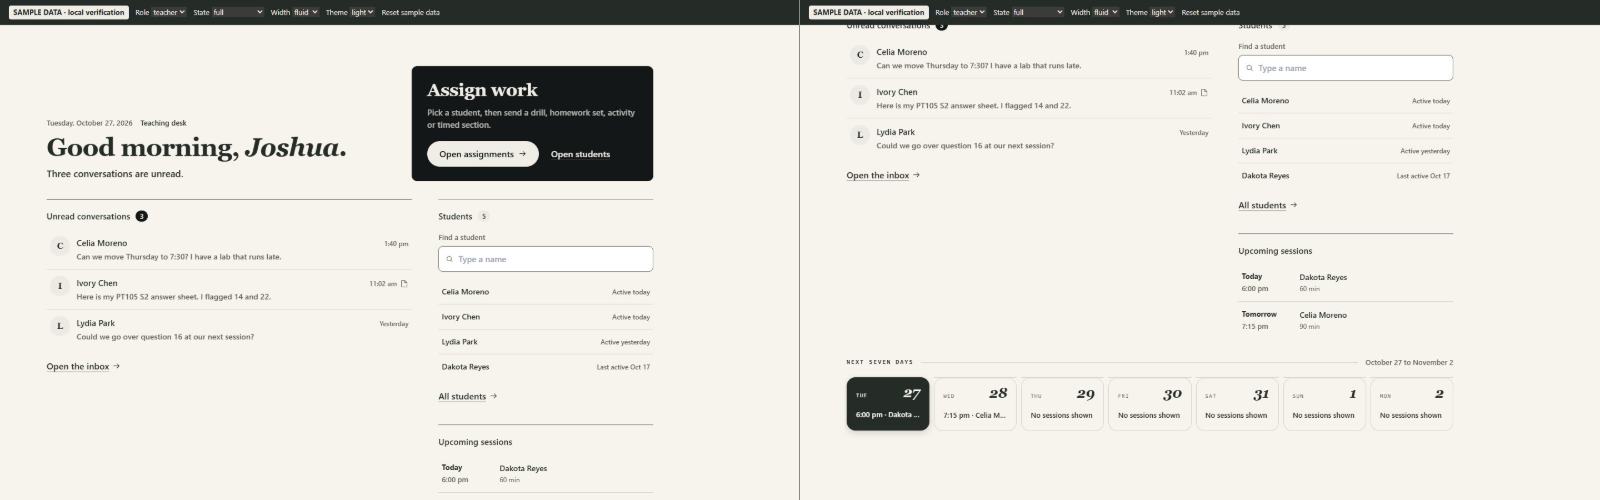 SAMPLE DATA - local verification Role teacher State full Width fluid Theme light Reset sample data
Tuesday, October 27, 2026 Teaching desk
Good morning, Joshua.
Three conversations are unread.
Assign work
Pick a student, then send a drill, homework set, activity
or timed section.
Open assignments → Open students
Unread conversations 3
C Celia Moreno 1:40 pm
Can we move Thursday to 7:30? I have a lab that runs late.
I Ivory Chen 11:02 am
Here is my PT105 S2 answer sheet. I flagged 14 and 22.
L Lydia Park Yesterday
Could we go over question 16 at our next session?
Open the inbox →
Students 5
Find a student
Type a name
Celia Moreno Active today
Ivory Chen Active today
Lydia Park Active yesterday
Dakota Reyes Last active Oct 17
All students →
Upcoming sessions
Today Dakota Reyes
6:00 pm 60 min
SAMPLE DATA - local verification Role teacher State full Width fluid Theme light Reset sample data
Unread conversations 3
C Celia Moreno 1:40 pm
Can we move Thursday to 7:30? I have a lab that runs late.
I Ivory Chen 11:02 am
Here is my PT105 S2 answer sheet. I flagged 14 and 22.
L Lydia Park Yesterday
Could we go over question 16 at our next session?
Open the inbox →
Students 5
Find a student
Type a name
Celia Moreno Active today
Ivory Chen Active today
Lydia Park Active yesterday
Dakota Reyes Last active Oct 17
All students →
Upcoming sessions
Today Dakota Reyes
6:00 pm 60 min
Tomorrow Celia Moreno
7:15 pm 90 min
NEXT SEVEN DAYS October 27 to November 2
TUE 27
6:00 pm · Dakota ...
WED 28
7:15 pm · Celia M...
THU 29
No sessions shown
FRI 30
No sessions shown
SAT 31
No sessions shown
SUN 1
No sessions shown
MON 2
No sessions shown